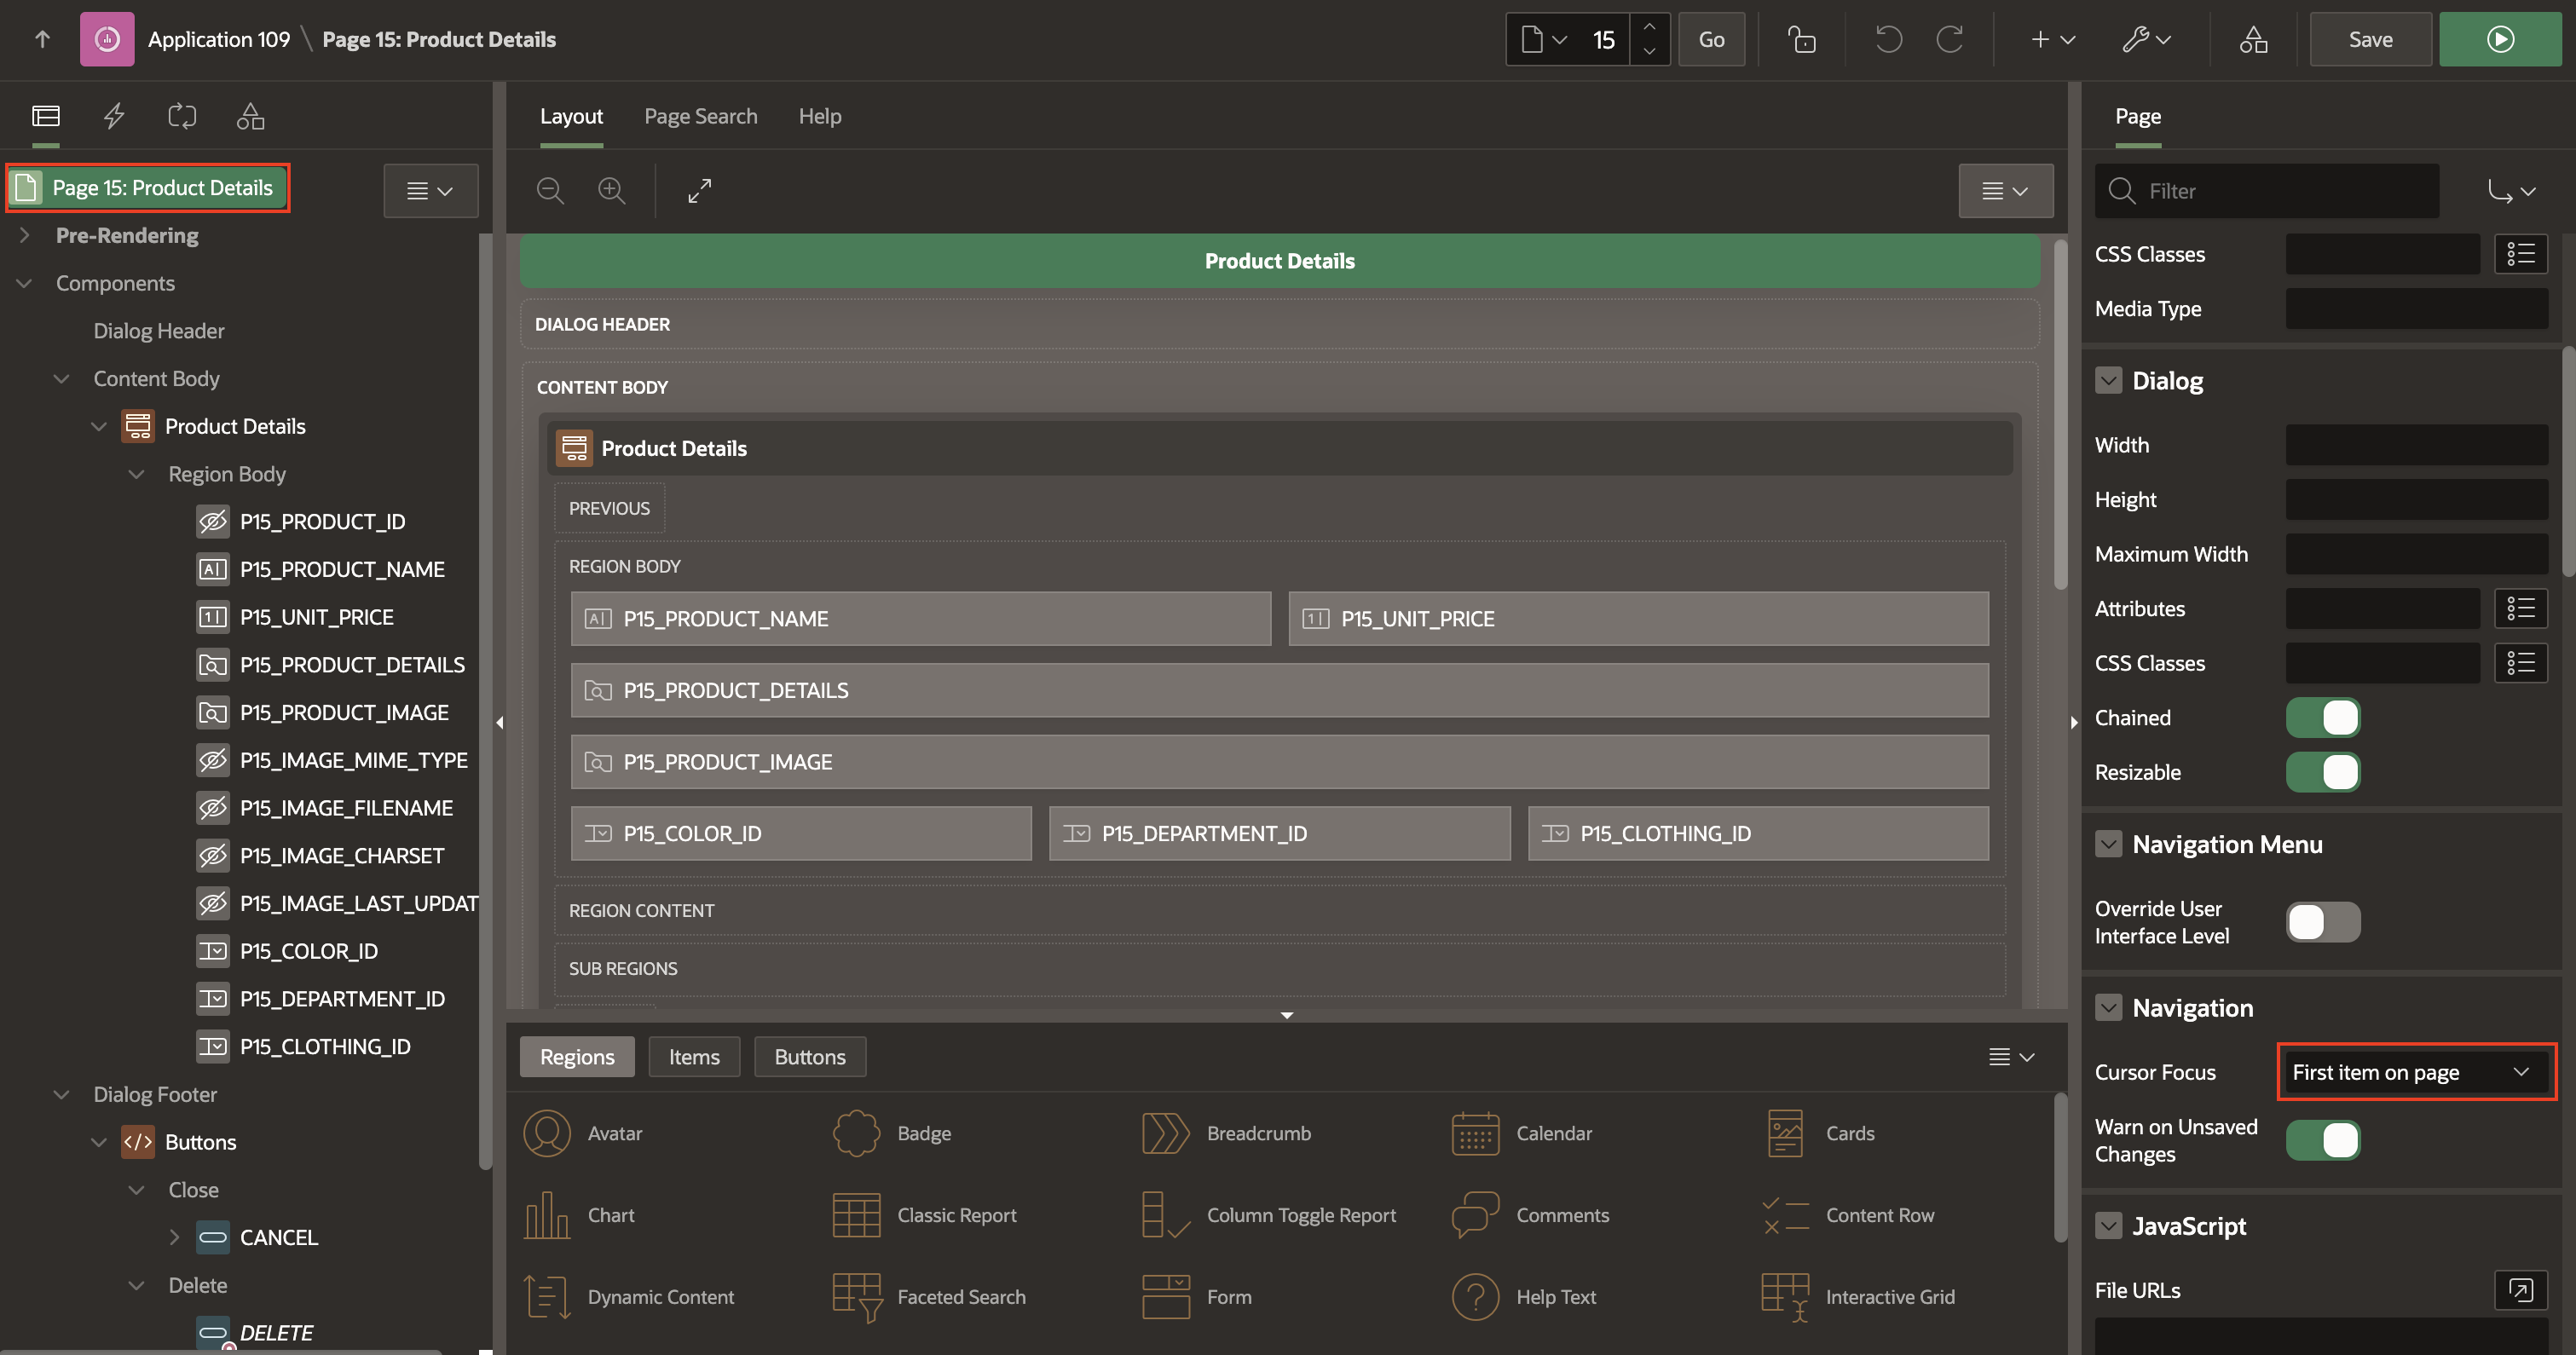 Application 109 \ Page 15: Product Details
15
Go
Save
Page 15: Product Details
Pre-Rendering
Components
Dialog Header
Content Body
Product Details
Region Body
P15_PRODUCT_ID
P15_PRODUCT_NAME
P15_UNIT_PRICE
P15_PRODUCT_DETAILS
P15_PRODUCT_IMAGE
P15_IMAGE_MIME_TYPE
P15_IMAGE_FILENAME
P15_IMAGE_CHARSET
P15_IMAGE_LAST_UPDAT
P15_COLOR_ID
P15_DEPARTMENT_ID
P15_CLOTHING_ID
Dialog Footer
Buttons
Close
CANCEL
Delete
DELETE
Layout
Page Search
Help
Product Details
DIALOG HEADER
CONTENT BODY
Product Details
PREVIOUS
REGION BODY
P15_PRODUCT_NAME
P15_UNIT_PRICE
P15_PRODUCT_DETAILS
P15_PRODUCT_IMAGE
P15_COLOR_ID
P15_DEPARTMENT_ID
P15_CLOTHING_ID
REGION CONTENT
SUB REGIONS
Regions
Items
Buttons
Avatar
Badge
Breadcrumb
Calendar
Cards
Chart
Classic Report
Column Toggle Report
Comments
Content Row
Dynamic Content
Faceted Search
Form
Help Text
Interactive Grid
Page
Filter
CSS Classes
Media Type
Dialog
Width
Height
Maximum Width
Attributes
CSS Classes
Chained
Resizable
Navigation Menu
Override User
Interface Level
Navigation
Cursor Focus
First item on page
Warn on Unsaved
Changes
JavaScript
File URLs